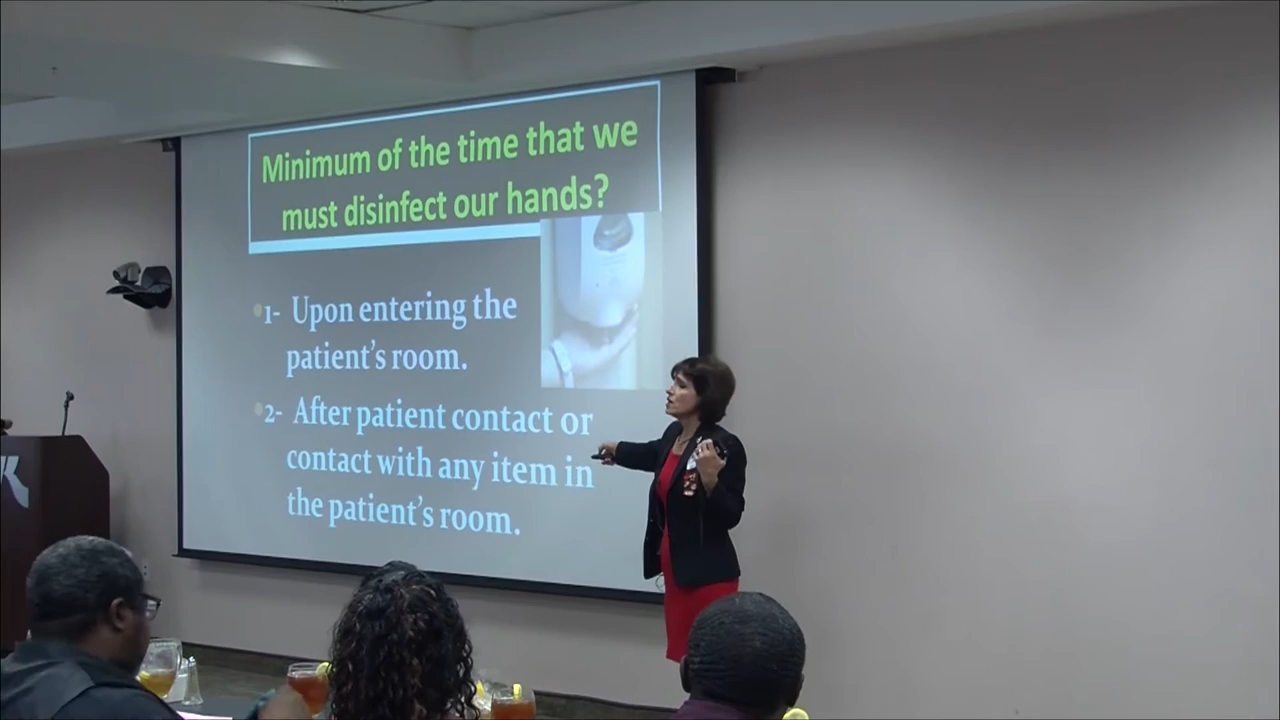 Minimum of the time that we
must disinfect our hands?
1- Upon entering the
patient's room.
2- After patient contact or
contact with any item in
the patient's room.
K